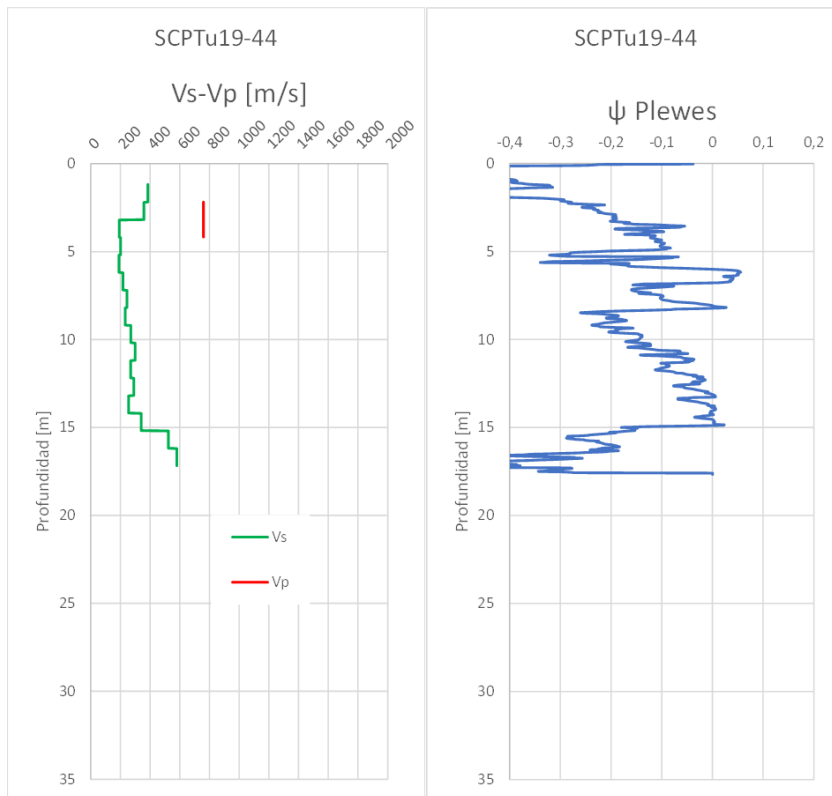 SCPTu19-44
Vs-Vp [m/s]
0 200 400 600 800 1000 1200 1400 1600 1800 2000
0
5
10
15
20
25
30
35
Profundidad [m]
Vs
Vp
SCPTu19-44
ψ Plewes
-0,4 -0,3 -0,2 -0,1 0 0,1 0,2
0
5
10
15
20
25
30
35
Profundidad [m]